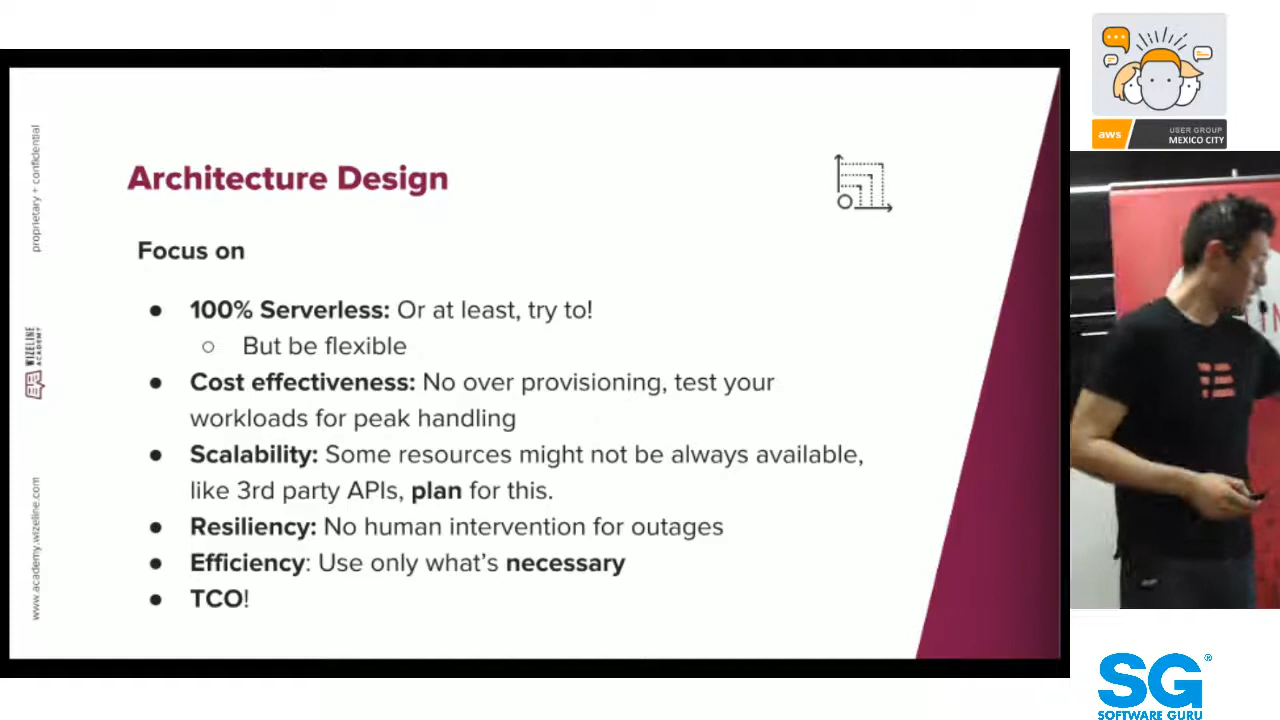 Architecture Design
Focus on
● 100% Serverless: Or at least, try to!
○ But be flexible
● Cost effectiveness: No over provisioning, test your
workloads for peak handling
● Scalability: Some resources might not be always available,
like 3rd party APIs, plan for this.
● Resiliency: No human intervention for outages
● Efficiency: Use only what's necessary
● TCO!
proprietary + confidential
WIZELINE
ACADEMY
www.academy.wizeline.com
aws
USER GROUP
MEXICO CITY
SG®
SOFTWARE GURU